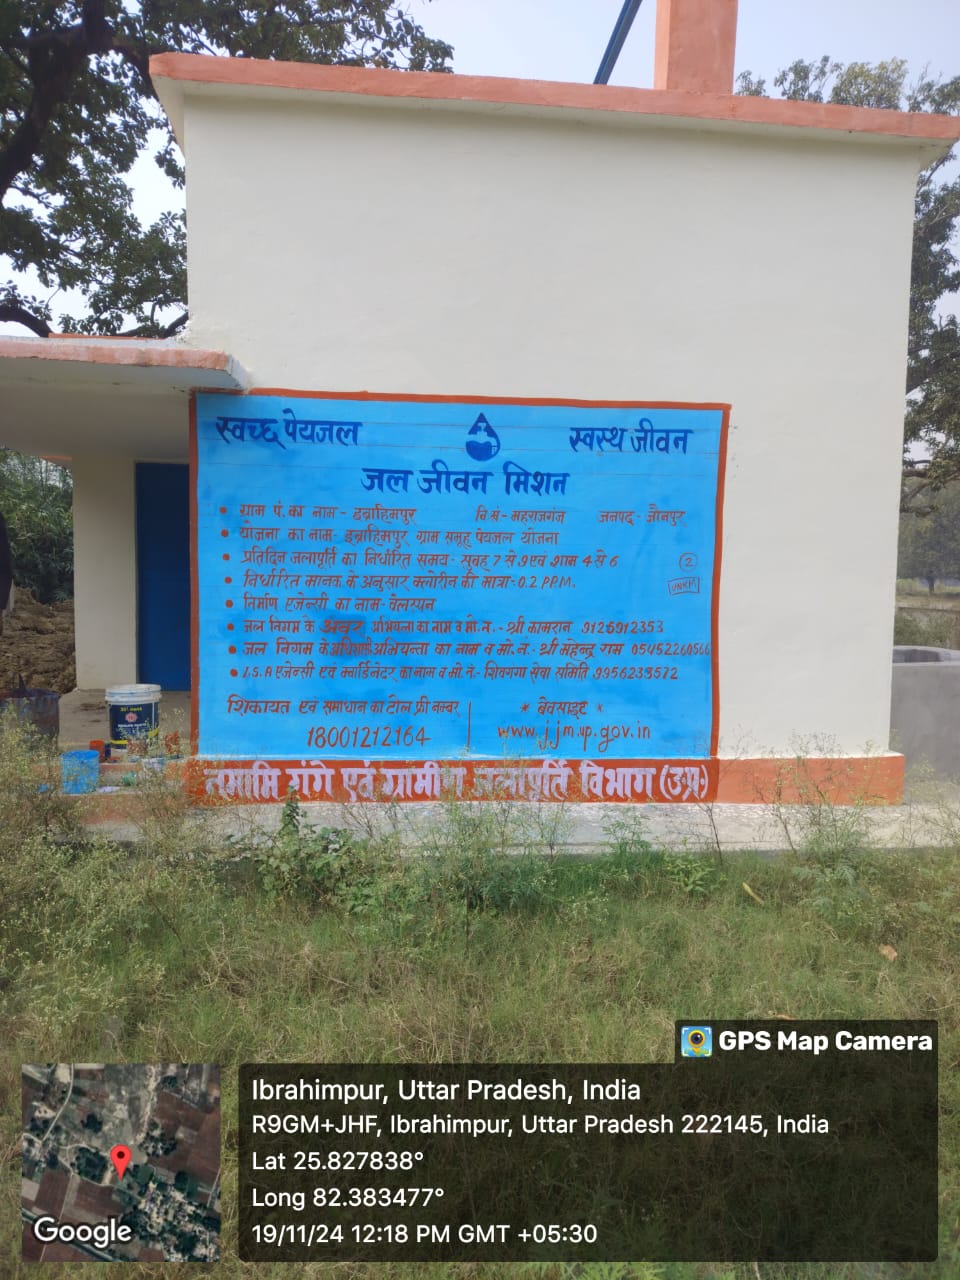 स्वच्छ पेयजल स्वस्थ जीवन
जल जीवन मिशन
• ग्राम पं. का नाम - इब्राहिमपुर वि.खं.- महराजगंज जनपद - जौनपुर
• योजना का नाम - इब्राहिमपुर ग्राम समूह पेयजल योजना
• प्रतिदिन जलापूर्ति का निर्धारित समय - सुबह 7 से 9 एवं शाम 4 से 6
• निर्धारित मानक के अनुसार क्लोरीन की मात्रा - 0.2 P.P.M.
2
• निर्माण एजेन्सी का नाम - वेलस्पन
• जल निगम के अवर अभियन्ता का नाम व मो. न. - श्री कामरान 9126912353
• जल निगम के अधिशासी अभियन्ता का नाम व मो. नं.- श्री महेन्द्र राम
• I.S.A एजेन्सी एवं क्वार्डिनेटर का नाम व मो. नं.- शिवगंगा सेवा समिति
शिकायत एवं समाधान का टोल फ्री नम्बर * वेबसाइट *
18001212164 www.jjm.up.gov.in
नमामि गंगे एवं ग्रामीण जलापूर्ति विभाग (उ.प्र.)
GPS Map Camera
Ibrahimpur, Uttar Pradesh, India
R9GM+JHF, Ibrahimpur, Uttar Pradesh 222145, India
Lat 25.827838°
Long 82.383477°
19/11/24 12:18 PM GMT +05:30
Google